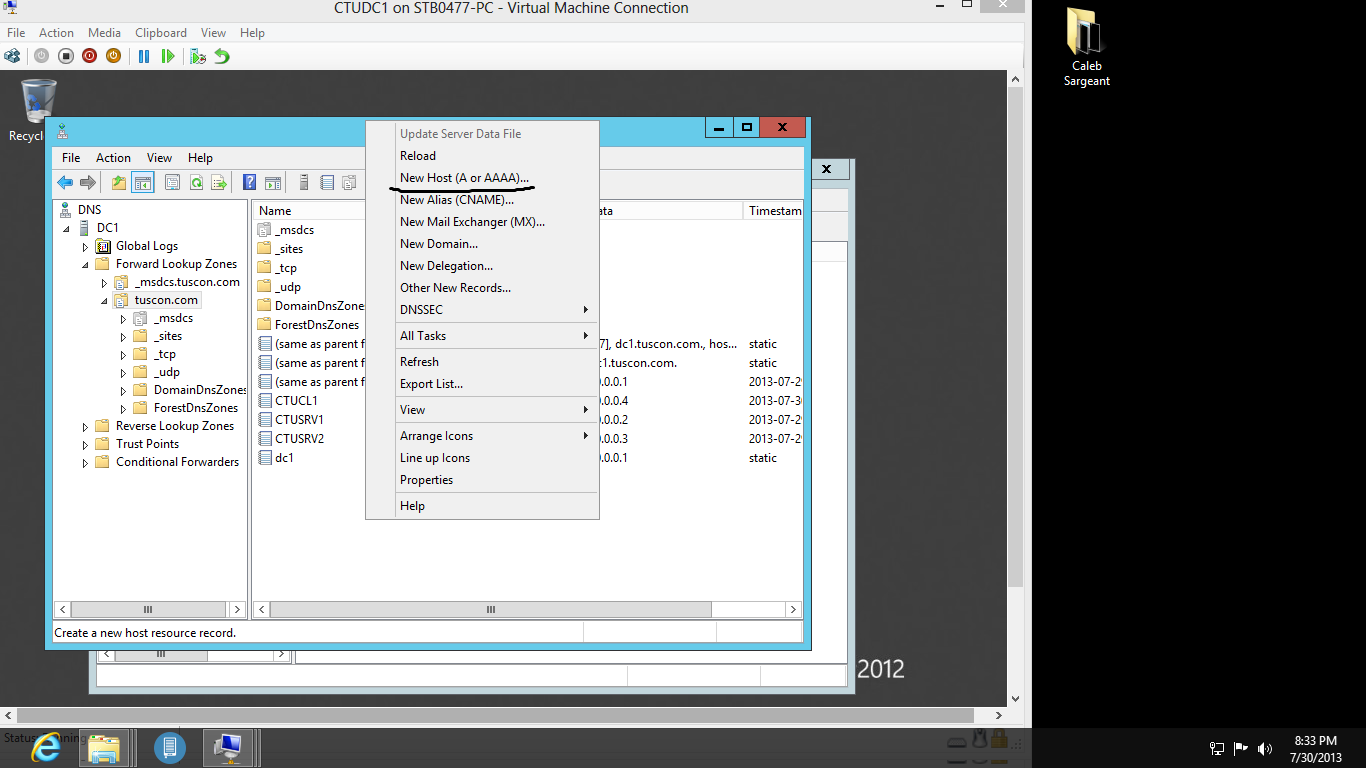 CTUDC1 on STB0477-PC - Virtual Machine Connection
File Action Media Clipboard View Help
Caleb
Sargeant
Recycl
File Action View Help
DNS
DC1
Global Logs
Forward Lookup Zones
_msdcs.tuscon.com
tuscon.com
_msdcs
_sites
_tcp
_udp
DomainDnsZones
ForestDnsZones
Reverse Lookup Zones
Trust Points
Conditional Forwarders
Name
ata
Timestam
_msdcs
_sites
_tcp
_udp
DomainDnsZone
ForestDnsZones
(same as parent f 7], dc1.tuscon.com., hos... static
(same as parent f c1.tuscon.com. static
(same as parent f 0.0.0.1 2013-07-29
CTUCL1 0.0.0.4 2013-07-30
CTUSRV1 0.0.0.2 2013-07-29
CTUSRV2 0.0.0.3 2013-07-29
dc1 0.0.0.1 static
Update Server Data File
Reload
New Host (A or AAAA)...
New Alias (CNAME)...
New Mail Exchanger (MX)...
New Domain...
New Delegation...
Other New Records...
DNSSEC
All Tasks
Refresh
Export List...
View
Arrange Icons
Line up Icons
Properties
Help
Create a new host resource record.
2012
8:33 PM
7/30/2013